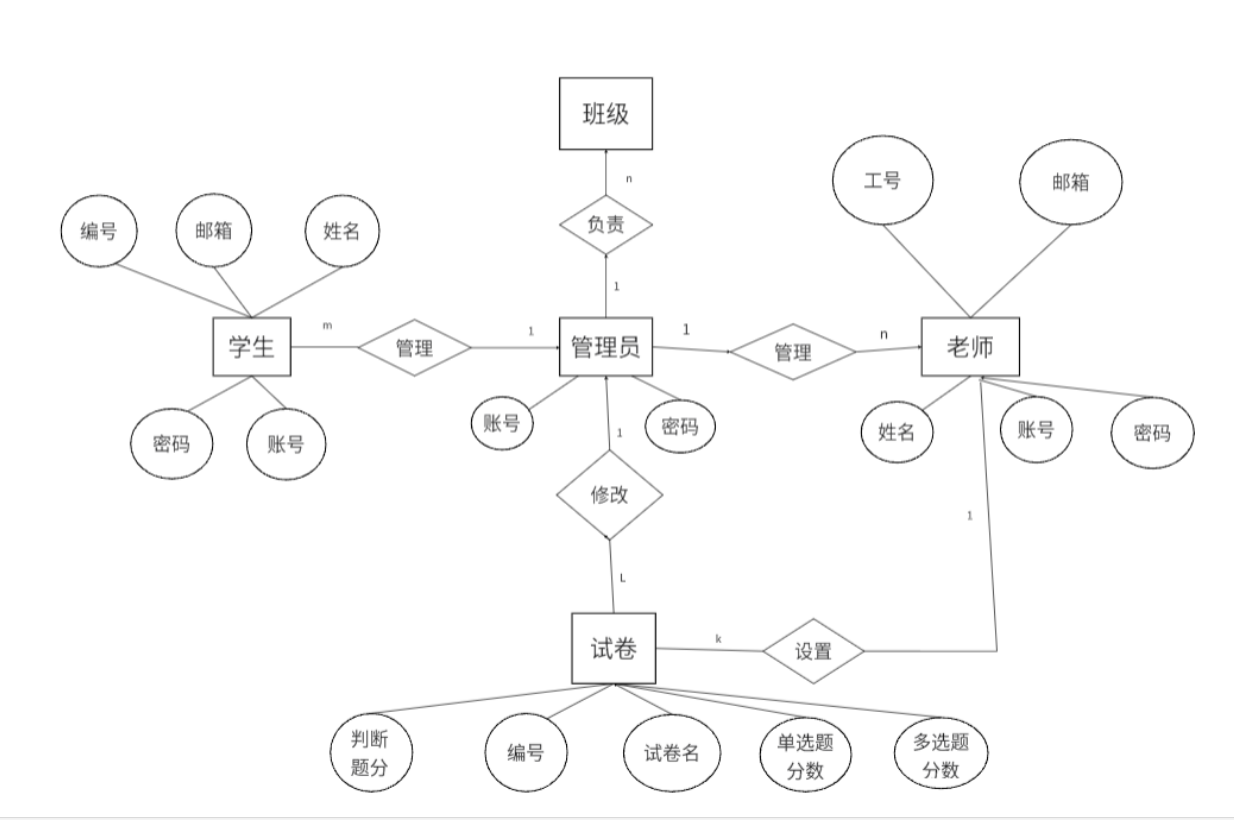 班级
n
负责
1
工号
邮箱
编号
邮箱
姓名
学生
m
管理
1
管理员
1
管理
n
老师
密码
账号
账号
密码
姓名
账号
密码
1
修改
L
1
试卷
k
设置
判断
题分
编号
试卷名
单选题
分数
多选题
分数